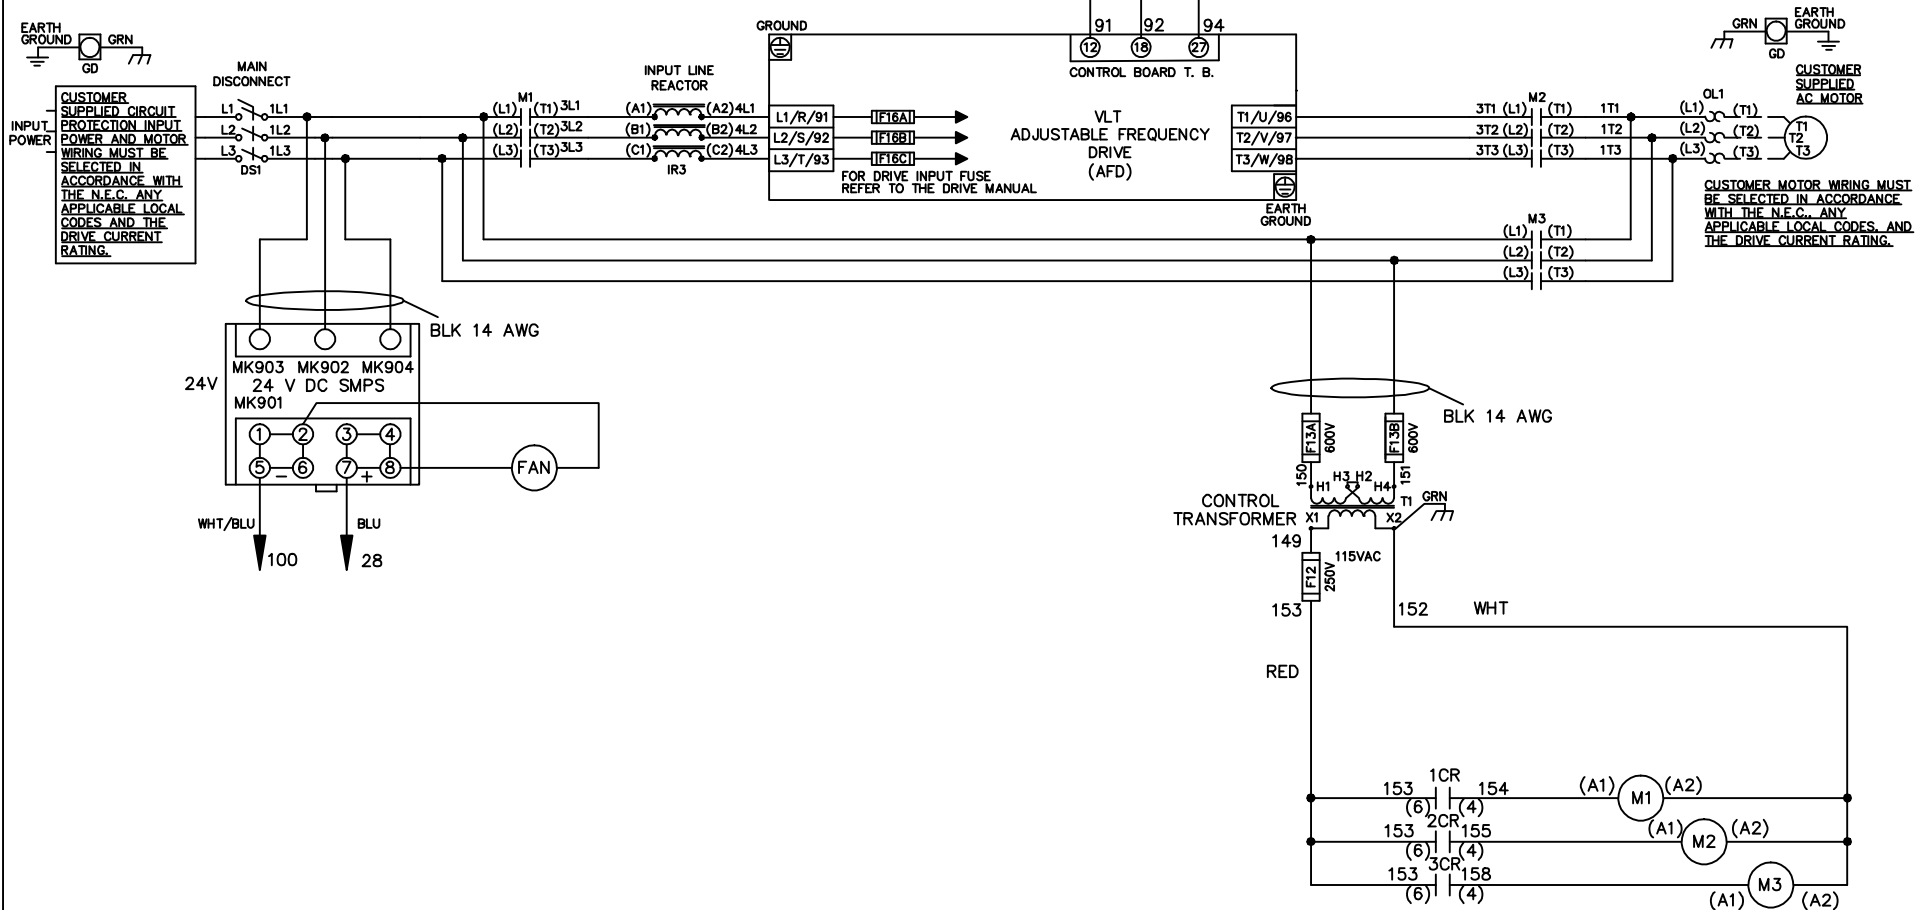 EARTH
GROUND
GRN
GD
MAIN
DISCONNECT
INPUT
POWER
CUSTOMER
SUPPLIED CIRCUIT
PROTECTION INPUT
POWER AND MOTOR
WIRING MUST BE
SELECTED IN
ACCORDANCE WITH
THE N.E.C. ANY
APPLICABLE LOCAL
CODES AND THE
DRIVE CURRENT
RATING.
L1 1L1
L2 1L2
L3 1L3
DS1
M1
(L1) (T1) 3L1
(L2) (T2) 3L2
(L3) (T3) 3L3
INPUT LINE
REACTOR
(A1) (A2) 4L1
(B1) (B2) 4L2
(C1) (C2) 4L3
IR3
GROUND
91 92 94
12 18 27
CONTROL BOARD T. B.
L1/R/91 F16A
L2/S/92 F16B
L3/T/93 F16C
FOR DRIVE INPUT FUSE
REFER TO THE DRIVE MANUAL
VLT
ADJUSTABLE FREQUENCY
DRIVE
(AFD)
T1/U/96
T2/V/97
T3/W/98
EARTH
GROUND
M2
3T1 (L1) (T1) 1T1
3T2 (L2) (T2) 1T2
3T3 (L3) (T3) 1T3
M3
(L1) (T1)
(L2) (T2)
(L3) (T3)
GRN
GD
EARTH
GROUND
CUSTOMER
SUPPLIED
AC MOTOR
OL1
(L1) (T1)
(L2) (T2)
(L3) (T3)
T1
T2
T3
CUSTOMER MOTOR WIRING MUST
BE SELECTED IN ACCORDANCE
WITH THE N.E.C., ANY
APPLICABLE LOCAL CODES, AND
THE DRIVE CURRENT RATING.
BLK 14 AWG
MK903 MK902 MK904
24V
24 V DC SMPS
MK901
1 2 3 4
5 – 6 7 + 8
FAN
WHT/BLU
BLU
100
28
BLK 14 AWG
F13A
600V
F13B
600V
150
151
H1 H3 H2 H4
T1
CONTROL
TRANSFORMER
X1 X2
GRN
149
115VAC
F12
250V
153
152
WHT
RED
1CR
153 154
(6) (4)
(A1) M1 (A2)
2CR
153 155
(6) (4)
(A1) M2 (A2)
3CR
153 158
(6) (4)
(A1) M3 (A2)